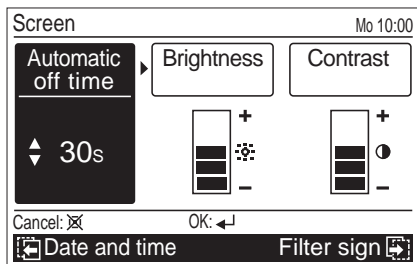 Screen Mo 10:00
Automatic off time
Brightness
Contrast
30s
+ +
- -
Cancel: OK:
Date and time Filter sign